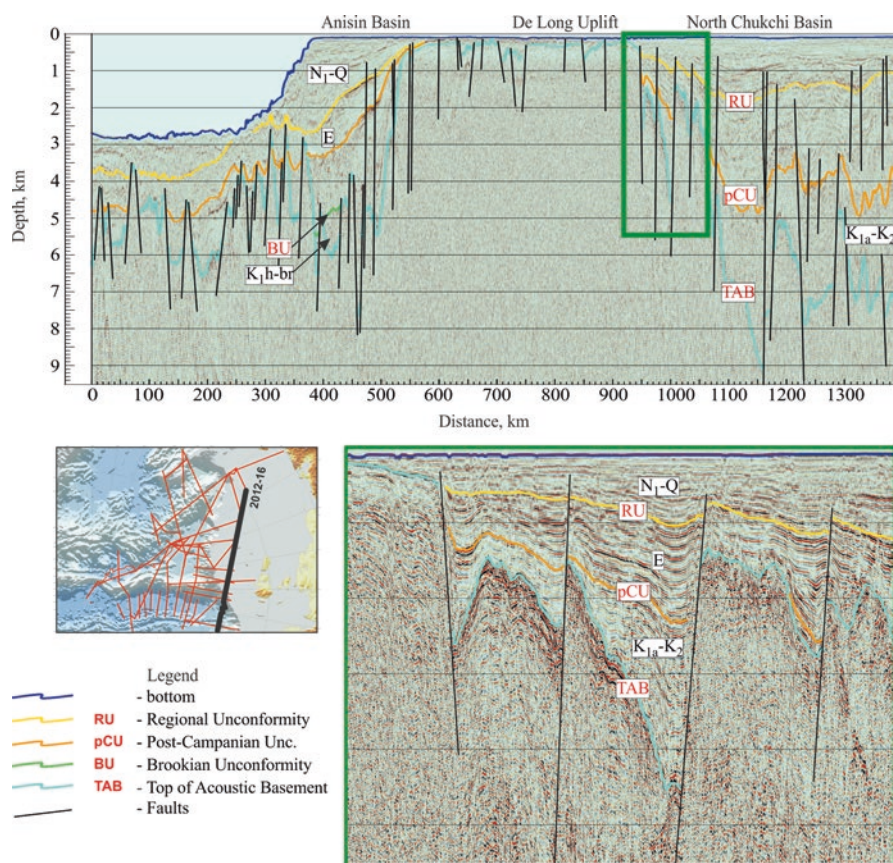 Anisin Basin De Long Uplift North Chukchi Basin
0
1
2
3
4
5
6
7
8
9
Depth, km
N₁-Q
E
BU
K₁h-br
RU
pCU
K₁ₐ-K₂
TAB
0 100 200 300 400 500 600 700 800 900 1000 1100 1200 1300
Distance, km
2012-16
Legend
- bottom
RU - Regional Unconformity
pCU - Post-Campanian Unc.
BU - Brookian Unconformity
TAB - Top of Acoustic Basement
- Faults
N₁-Q
RU
E
pCU
K₁ₐ-K₂
TAB